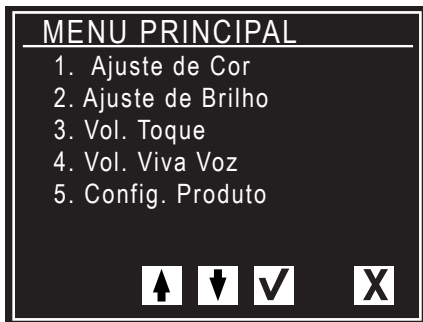 MENU PRINCIPAL
1. Ajuste de Cor
2. Ajuste de Brilho
3. Vol. Toque
4. Vol. Viva Voz
5. Config. Produto
X